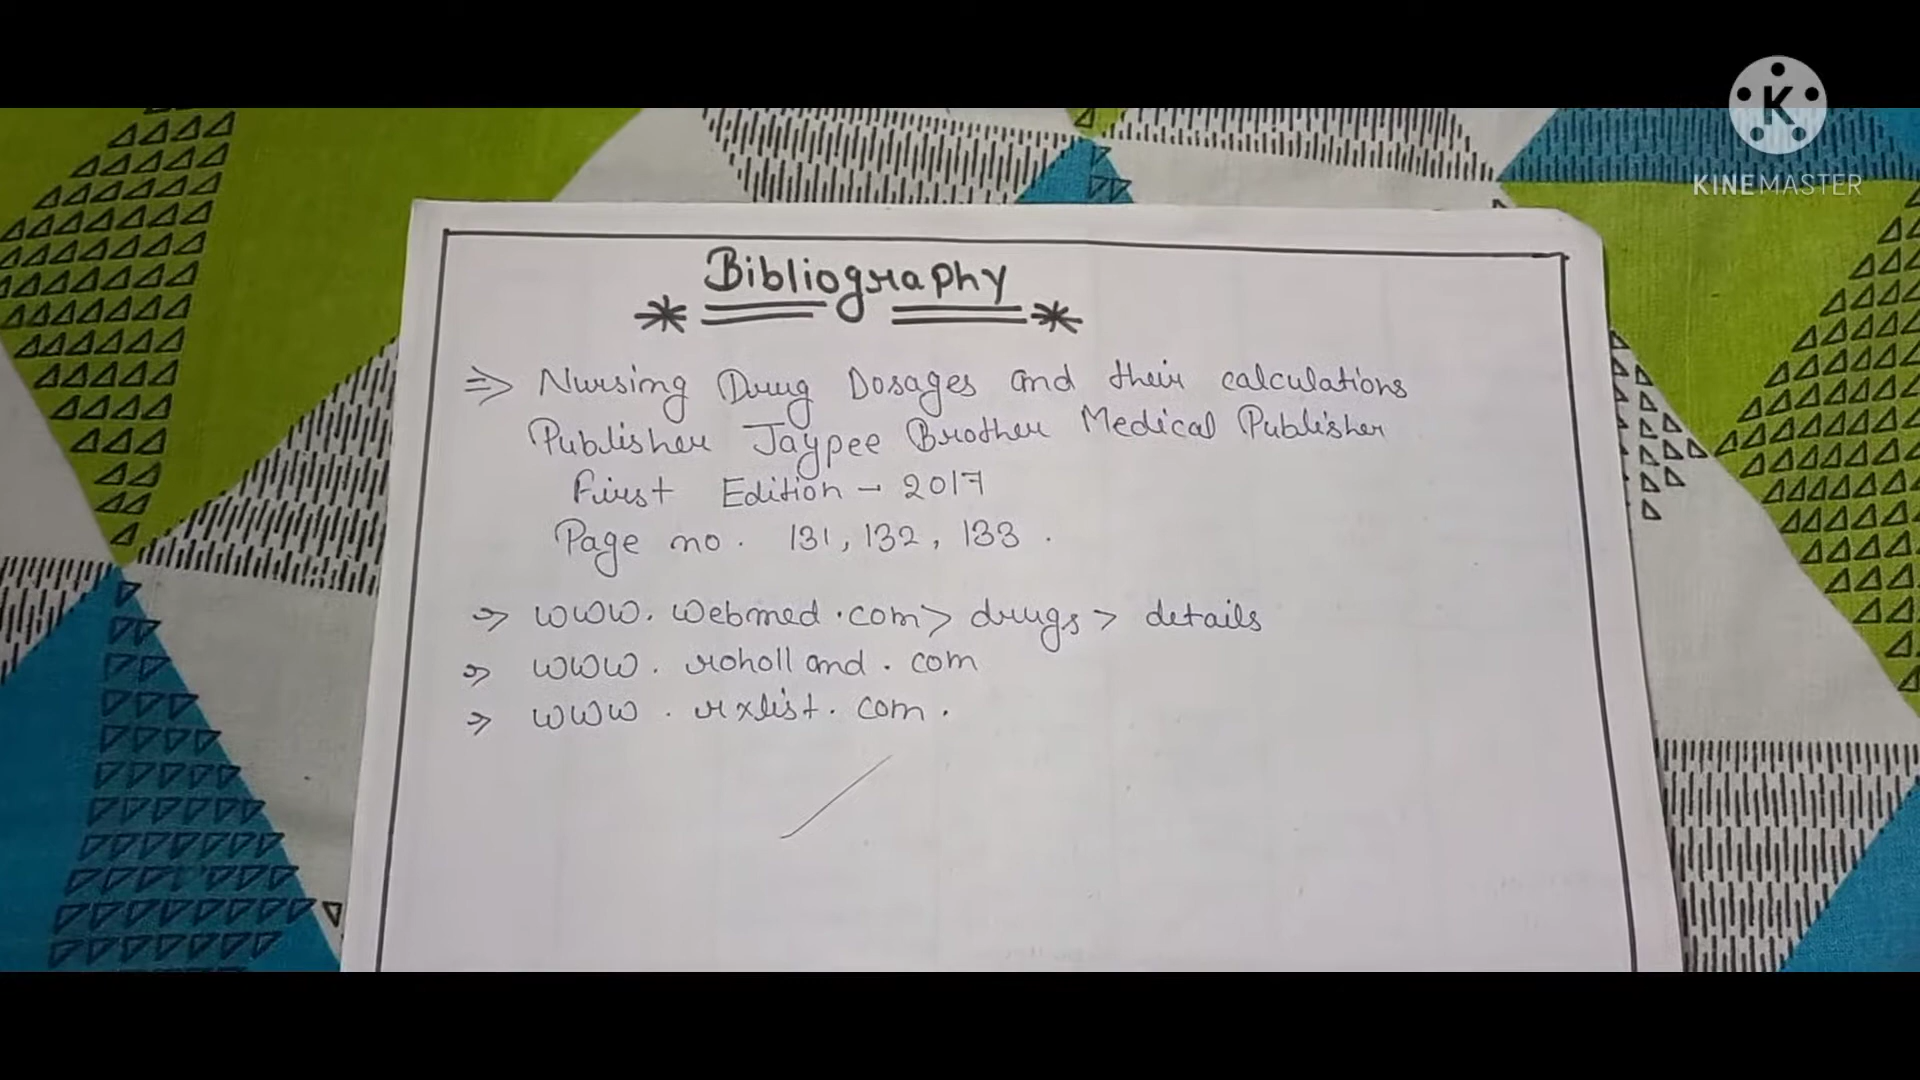 K
KINEMASTER
Bibliography
⇒ Nursing Drug Dosages and their calculations
Publisher Jaypee Brother Medical Publisher
First Edition - 2017
Page no. 131, 132, 133.
⇒ www.webmed.com> drugs > details
⇒ www.roholland.com
⇒ www.rxlist.com.